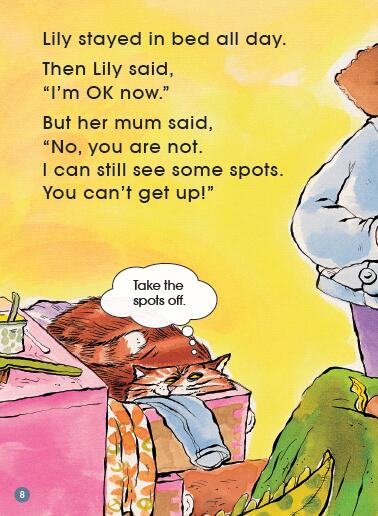 Lily stayed in bed all day.
Then Lily said,
“I’m OK now.”
But her mum said,
“No, you are not.
I can still see some spots.
You can’t get up!”
Take the
spots off.
8